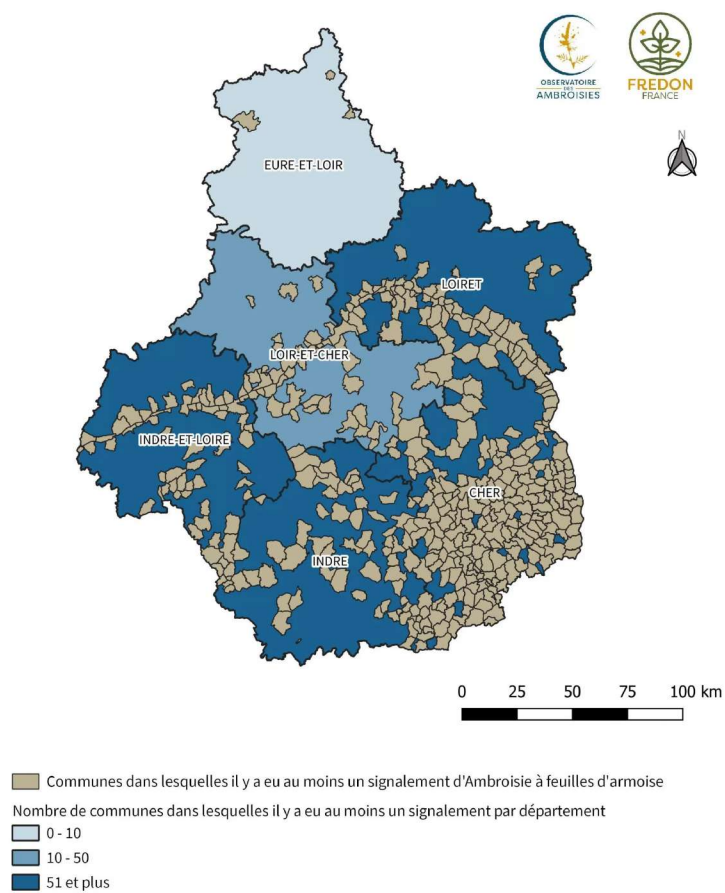 OBSERVATOIRE
DES
AMBROISIES
FREDON
FRANCE
N
EURE-ET-LOIR
LOIRET
LOIR-ET-CHER
INDRE-ET-LOIRE
CHER
INDRE
0 25 50 75 100 km
Communes dans lesquelles il y a eu au moins un signalement d'Ambroisie à feuilles d'armoise
Nombre de communes dans lesquelles il y a eu au moins un signalement par département
0 - 10
10 - 50
51 et plus